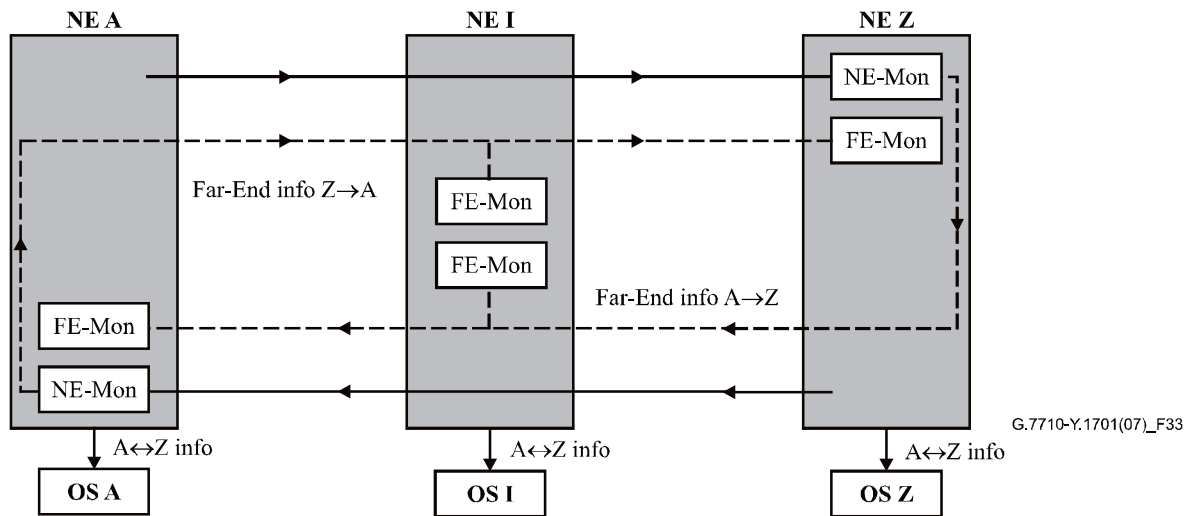 NE A
NE I
NE Z
NE-Mon
FE-Mon
Far-End info Z→A
FE-Mon
FE-Mon
Far-End info A→Z
FE-Mon
NE-Mon
G.7710-Y.1701(07)_F33
A↔Z info
A↔Z info
A↔Z info
OS A
OS I
OS Z